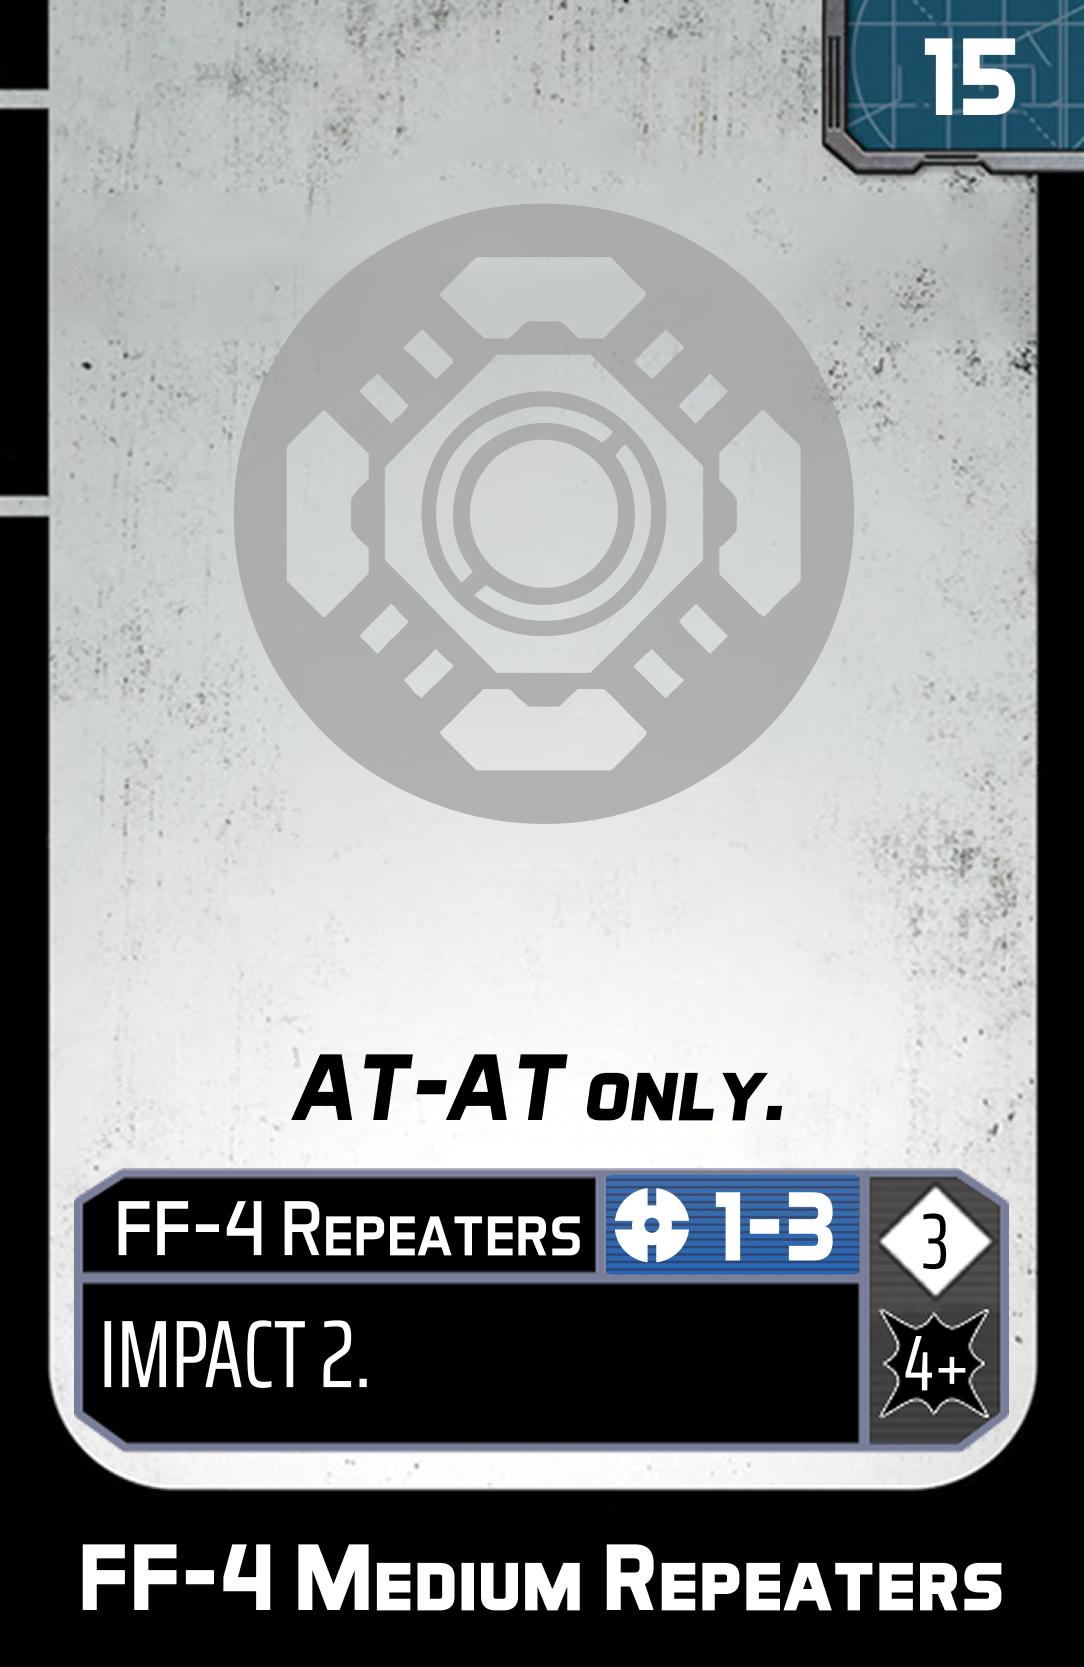 15
AT-AT ONLY.
FF-4 REPEATERS 1-3 3
IMPACT 2. 4+
FF-4 MEDIUM REPEATERS